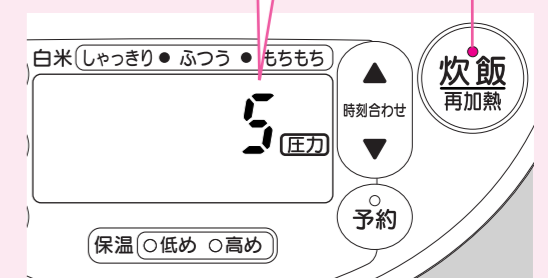 白米 しゃっきり ● ふつう ● もちもち
炊飯
再加熱
5
圧力
時刻合わせ
予約
保温 低め 高め